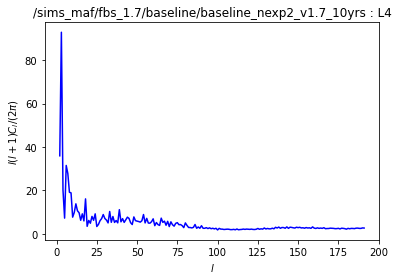 /sims_maf/fbs_1.7/baseline/baseline_nexp2_v1.7_10yrs : L4
l(l + 1)C_l/(2π)
80
60
40
20
0
0 25 50 75 100 125 150 175 200
l